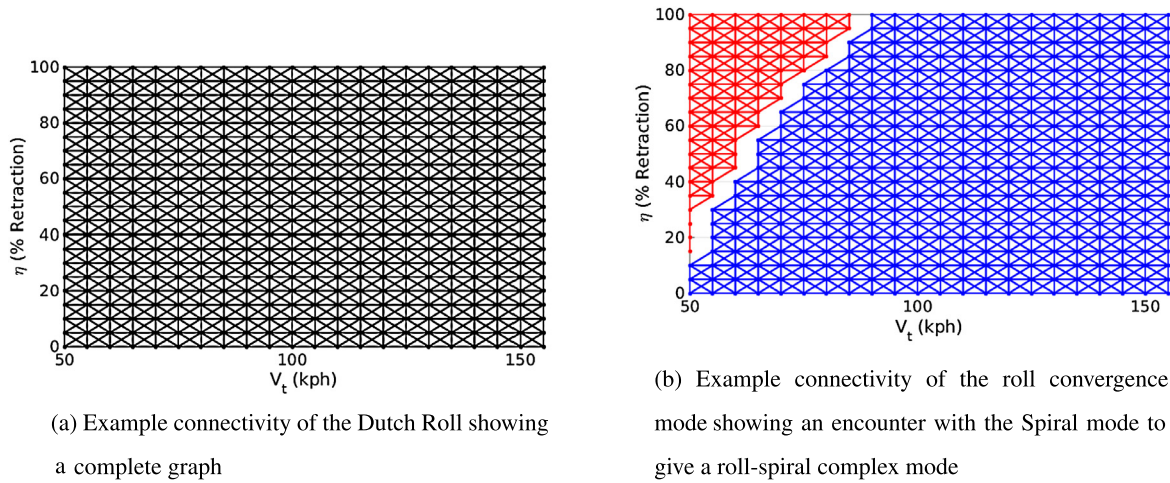 100
80
60
40
20
0
η (% Retraction)
50 100 150
V_t (kph)
(a) Example connectivity of the Dutch Roll showing
a complete graph
100
80
60
40
20
0
η (% Retraction)
50 100 150
V_t (kph)
(b) Example connectivity of the roll convergence
mode showing an encounter with the Spiral mode to
give a roll-spiral complex mode